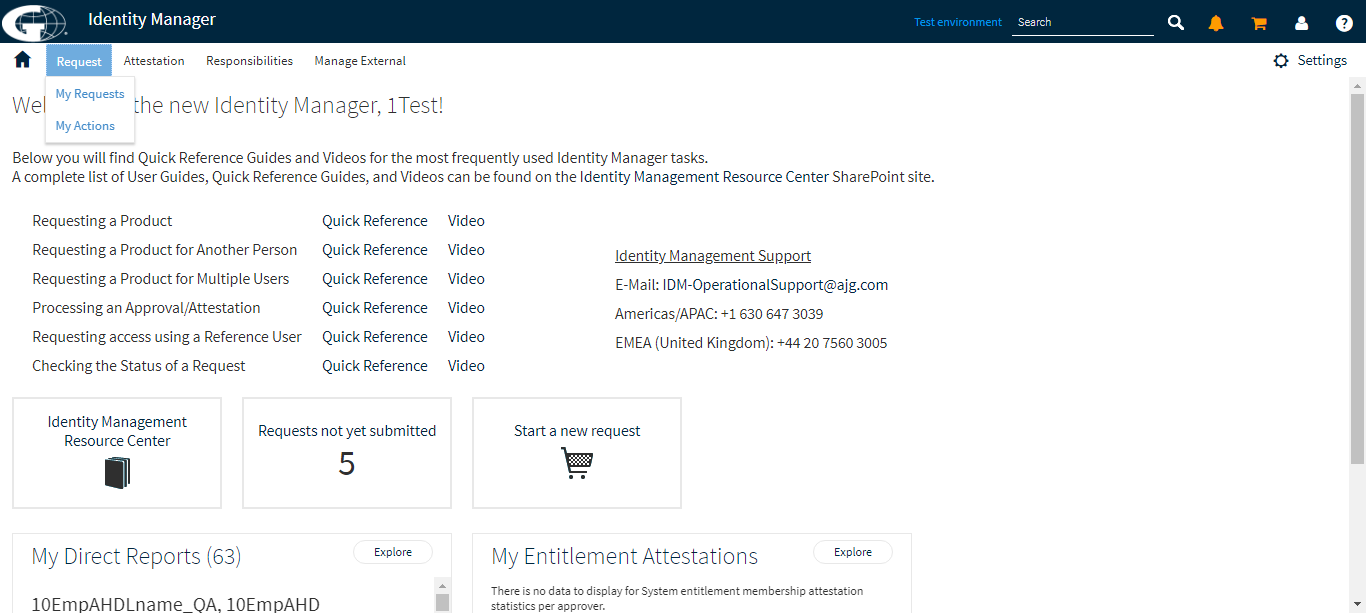 Identity Manager
Test environment
Search
Request
Attestation
Responsibilities
Manage External
Settings
My Requests
My Actions
Wel the new Identity Manager, 1Test!
Below you will find Quick Reference Guides and Videos for the most frequently used Identity Manager tasks.
A complete list of User Guides, Quick Reference Guides, and Videos can be found on the Identity Management Resource Center SharePoint site.
Requesting a Product Quick Reference Video
Requesting a Product for Another Person Quick Reference Video
Requesting a Product for Multiple Users Quick Reference Video
Processing an Approval/Attestation Quick Reference Video
Requesting access using a Reference User Quick Reference Video
Checking the Status of a Request Quick Reference Video
Identity Management Support
E-Mail: IDM-OperationalSupport@ajg.com
Americas/APAC: +1 630 647 3039
EMEA (United Kingdom): +44 20 7560 3005
Identity Management
Resource Center
Requests not yet submitted
5
Start a new request
My Direct Reports (63)
Explore
10EmpAHDLname_QA, 10EmpAHD
My Entitlement Attestations
Explore
There is no data to display for System entitlement membership attestation
statistics per approver.